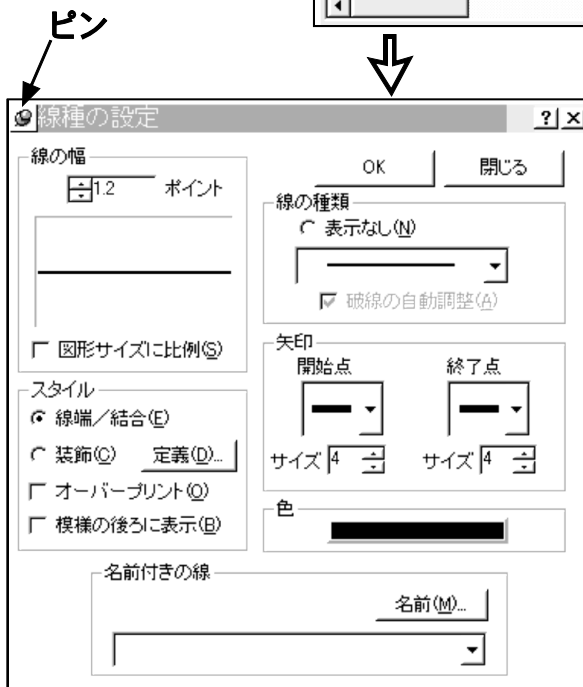 ピン
線種の設定
線の幅
1.2 ポイント
図形サイズに比例(S)
スタイル
線端／結合(E)
装飾(C) 定義(D)...
オーバープリント(O)
模様の後ろに表示(B)
OK 閉じる
線の種類
表示なし(N)
破線の自動調整(A)
矢印
開始点 終了点
サイズ 4 サイズ 4
色
名前付きの線
名前(M)...